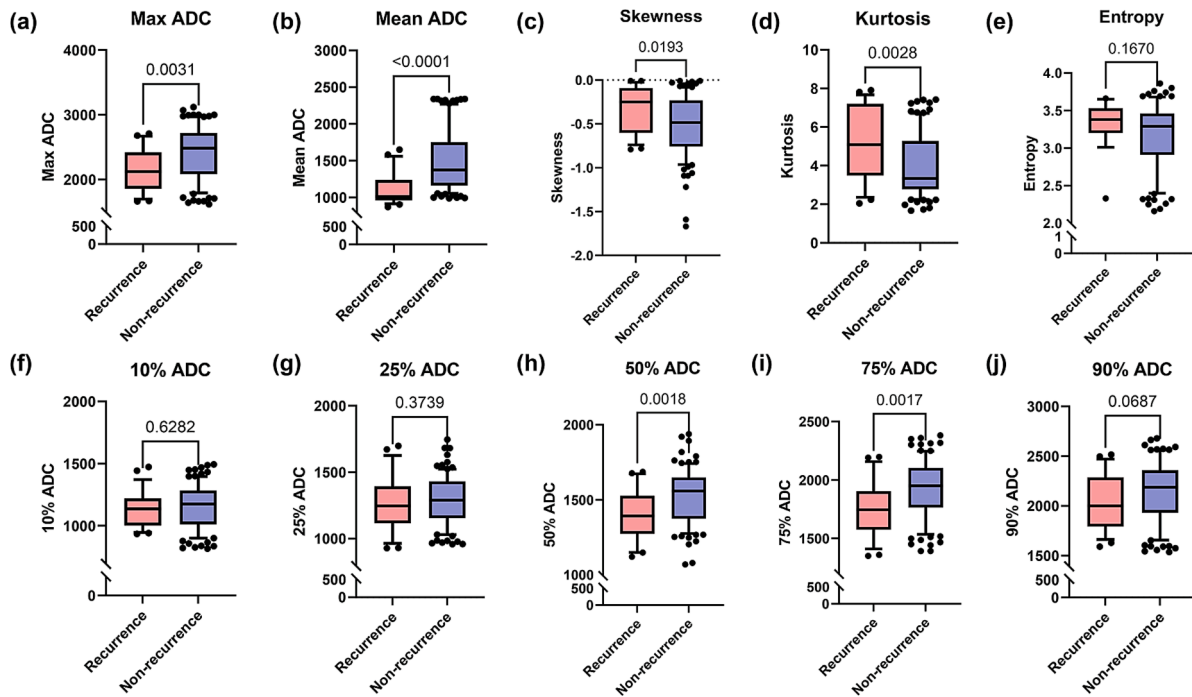 (a)
Max ADC
0.0031
Max ADC
4000
3000
2000
500
0
Recurrence
Non-recurrence
(b)
Mean ADC
<0.0001
Mean ADC
3000
2500
2000
1500
1000
500
0
Recurrence
Non-recurrence
(c)
Skewness
0.0193
Skewness
0.0
-0.5
-1.0
-1.5
-2.0
Recurrence
Non-recurrence
(d)
Kurtosis
0.0028
Kurtosis
10
8
6
4
2
0
Recurrence
Non-recurrence
(e)
Entropy
0.1670
Entropy
4.0
3.5
3.0
2.5
2.0
1
0
Recurrence
Non-recurrence
(f)
10% ADC
0.6282
10% ADC
2000
1500
1000
500
0
Recurrence
Non-recurrence
(g)
25% ADC
0.3739
25% ADC
2000
1500
1000
500
0
Recurrence
Non-recurrence
(h)
50% ADC
0.0018
50% ADC
2000
1500
1000
500
0
Recurrence
Non-recurrence
(i)
75% ADC
0.0017
75% ADC
2500
2000
1500
500
0
Recurrence
Non-recurrence
(j)
90% ADC
0.0687
90% ADC
3000
2500
2000
1500
500
0
Recurrence
Non-recurrence